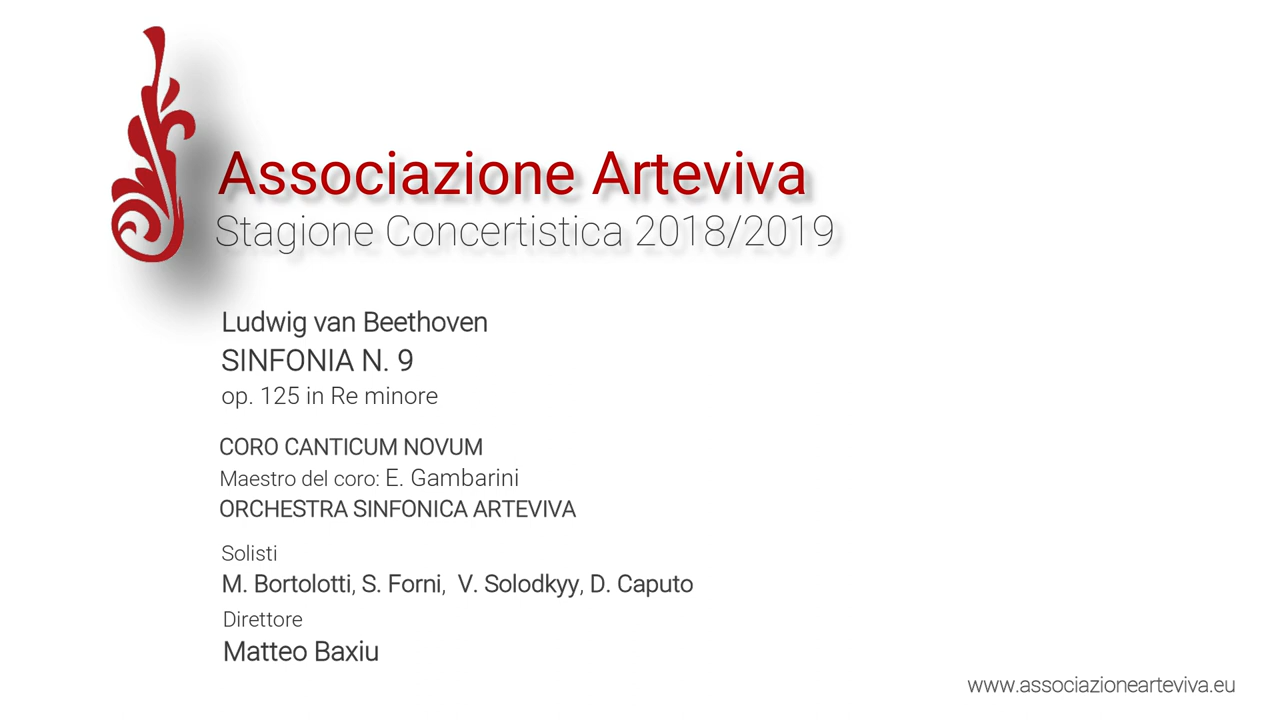 Associazione Arteviva
Stagione Concertistica 2018/2019
Ludwig van Beethoven
SINFONIA N. 9
op. 125 in Re minore
CORO CANTICUM NOVUM
Maestro del coro: E. Gambarini
ORCHESTRA SINFONICA ARTEVIVA
Solisti
M. Bortolotti, S. Forni, V. Solodkyy, D. Caputo
Direttore
Matteo Baxiu
www.associazionearteviva.eu